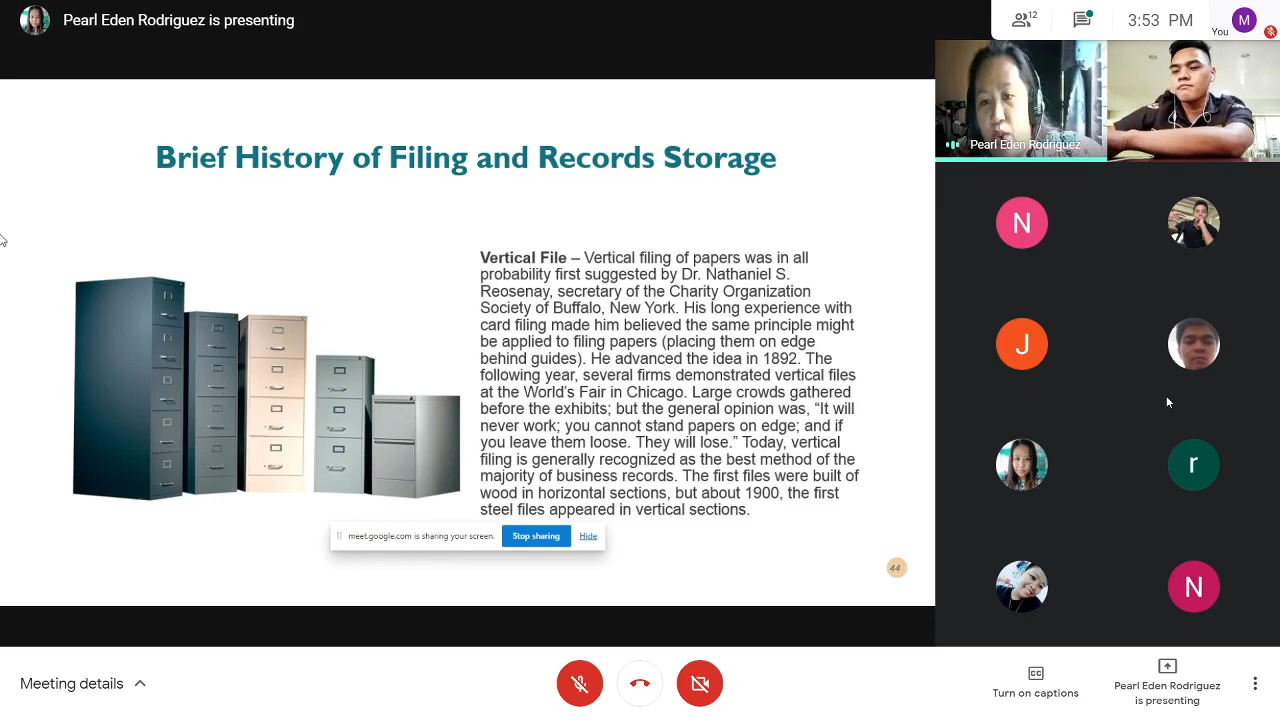 Pearl Eden Rodriguez is presenting
12
3:53 PM
You
M
Brief History of Filing and Records Storage
Pearl Eden Rodriguez
N
Vertical File – Vertical filing of papers was in all
probability first suggested by Dr. Nathaniel S.
Reosenay, secretary of the Charity Organization
Society of Buffalo, New York. His long experience with
card filing made him believed the same principle might
be applied to filing papers (placing them on edge
behind guides). He advanced the idea in 1892. The
following year, several firms demonstrated vertical files
at the World's Fair in Chicago. Large crowds gathered
before the exhibits; but the general opinion was, “It will
never work; you cannot stand papers on edge; and if
you leave them loose. They will lose.” Today, vertical
filing is generally recognized as the best method of the
majority of business records. The first files were built of
wood in horizontal sections, but about 1900, the first
steel files appeared in vertical sections.
J
r
meet.google.com is sharing your screen.
Stop sharing
Hide
44
N
Meeting details
Turn on captions
Pearl Eden Rodriguez
is presenting